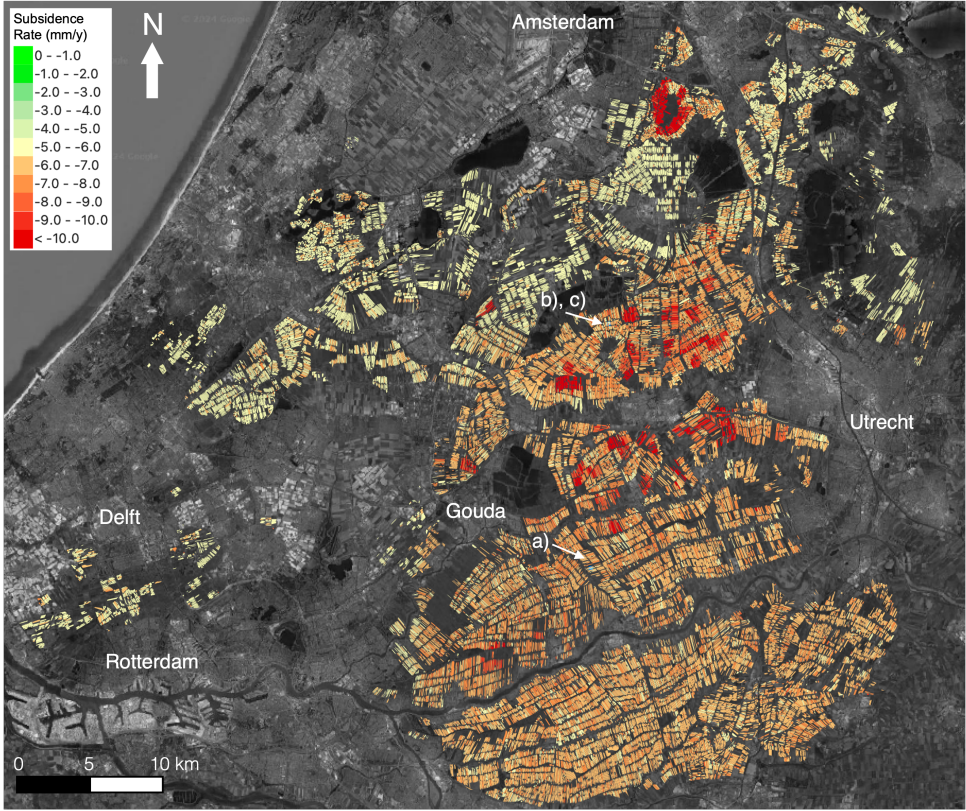 Subsidence
Rate (mm/y)
0 - -1.0
-1.0 - -2.0
-2.0 - -3.0
-3.0 - -4.0
-4.0 - -5.0
-5.0 - -6.0
-6.0 - -7.0
-7.0 - -8.0
-8.0 - -9.0
-9.0 - -10.0
< -10.0
N
Amsterdam
b), c)
Utrecht
Gouda
Delft
a)
Rotterdam
0 5 10 km